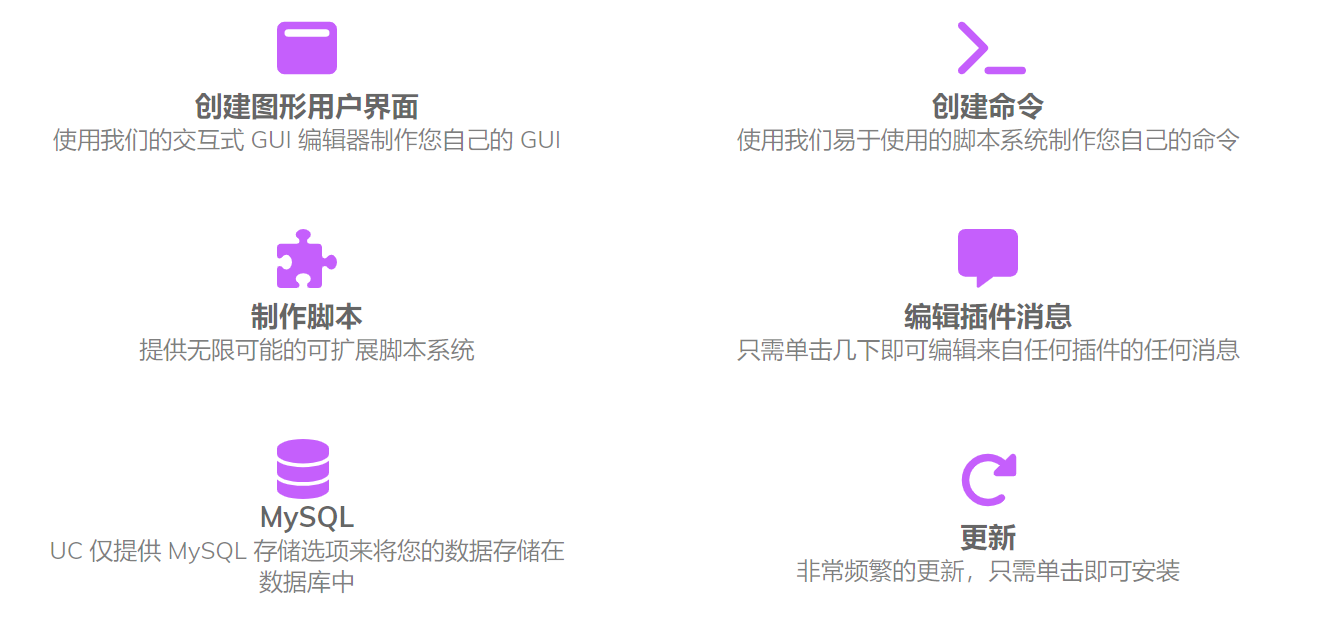 创建图形用户界面
使用我们的交互式 GUI 编辑器制作您自己的 GUI
创建命令
使用我们易于使用的脚本系统制作您自己的命令
制作脚本
提供无限可能的可扩展脚本系统
编辑插件消息
只需单击几下即可编辑来自任何插件的任何消息
MySQL
UC 仅提供 MySQL 存储选项来将您的数据存储在
数据库中
更新
非常频繁的更新，只需单击即可安装